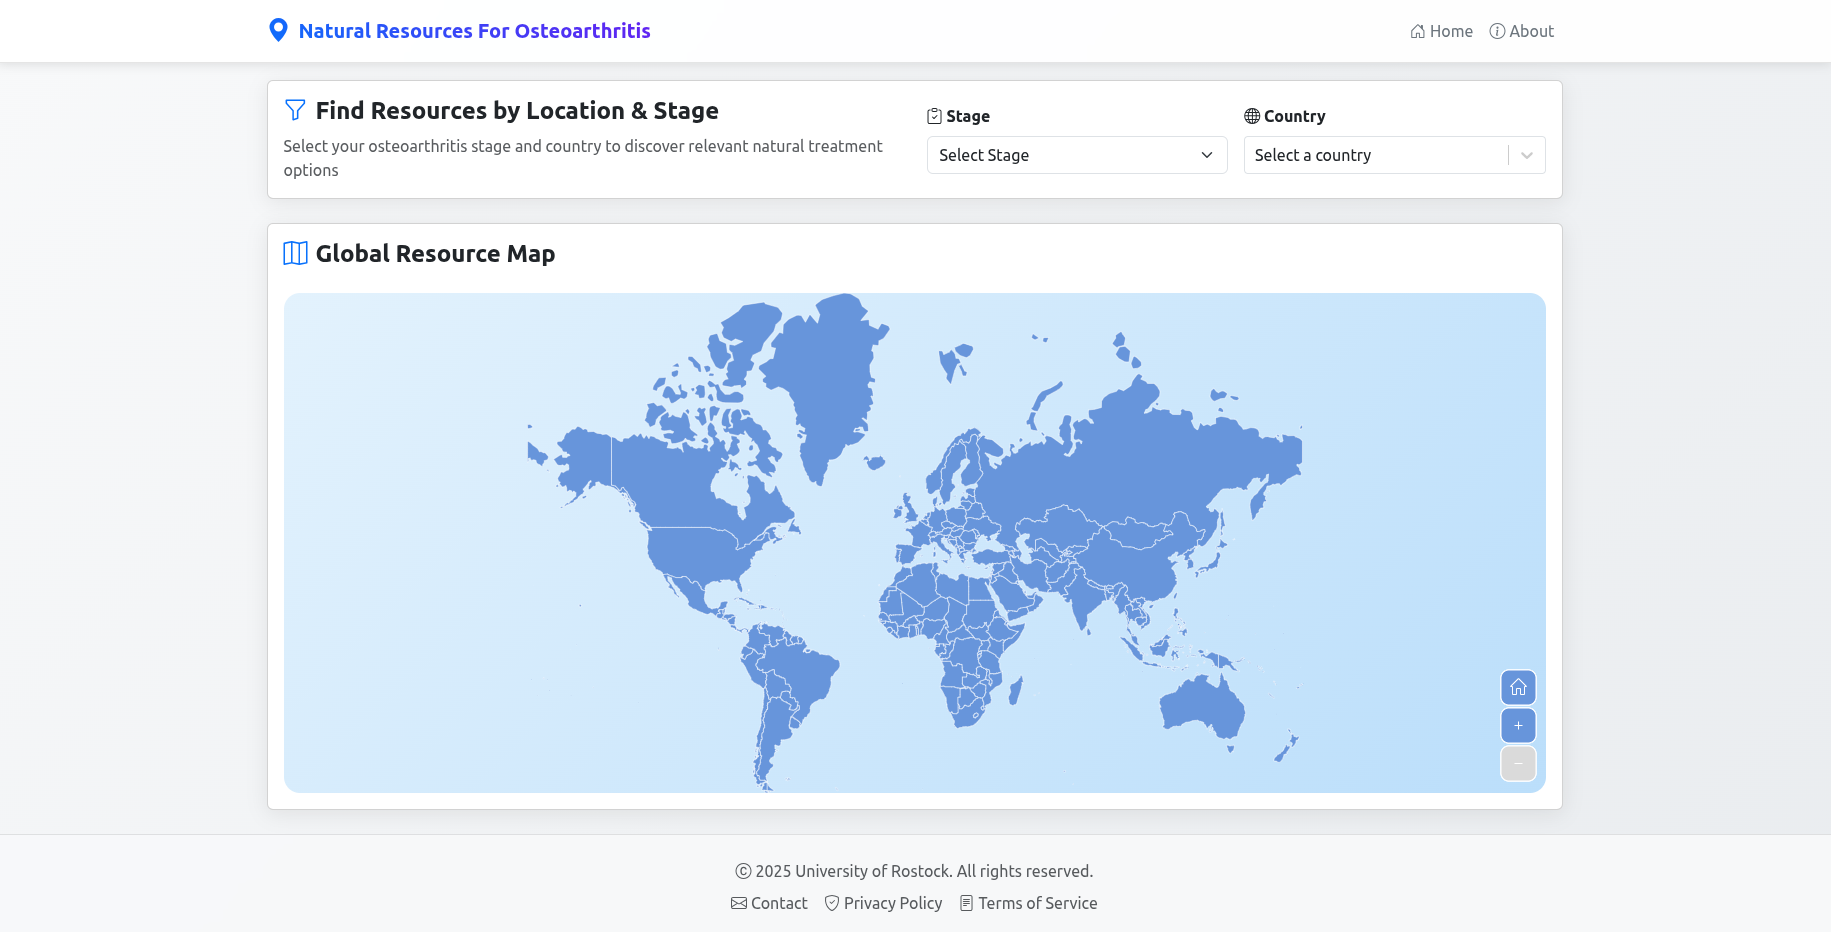 Natural Resources For Osteoarthritis
Home
About
Find Resources by Location & Stage
Select your osteoarthritis stage and country to discover relevant natural treatment
options
Stage
Select Stage
Country
Select a country
Global Resource Map
+
−
© 2025 University of Rostock. All rights reserved.
Contact
Privacy Policy
Terms of Service